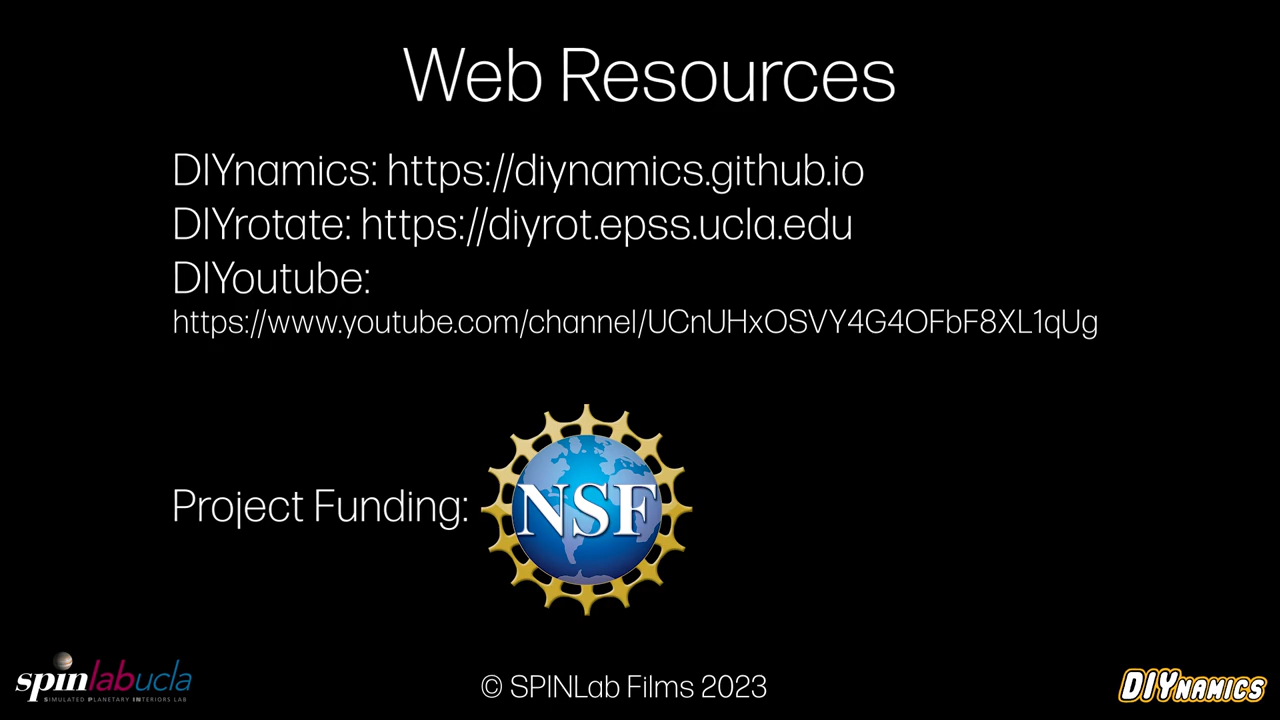 Web Resources
DIYnamics: https://diynamics.github.io
DIYrotate: https://diyrot.epss.ucla.edu
DIYoutube:
https://www.youtube.com/channel/UCnUHxOSVY4G4OFbF8XL1qUg
Project Funding:
NSF
spinlabucla
SIMULATED PLANETARY INTERIORS LAB
© SPINLab Films 2023
DIYNAMICS